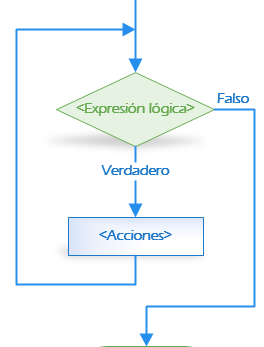 <Expresión lógica>
Falso
Verdadero
<Acciones>